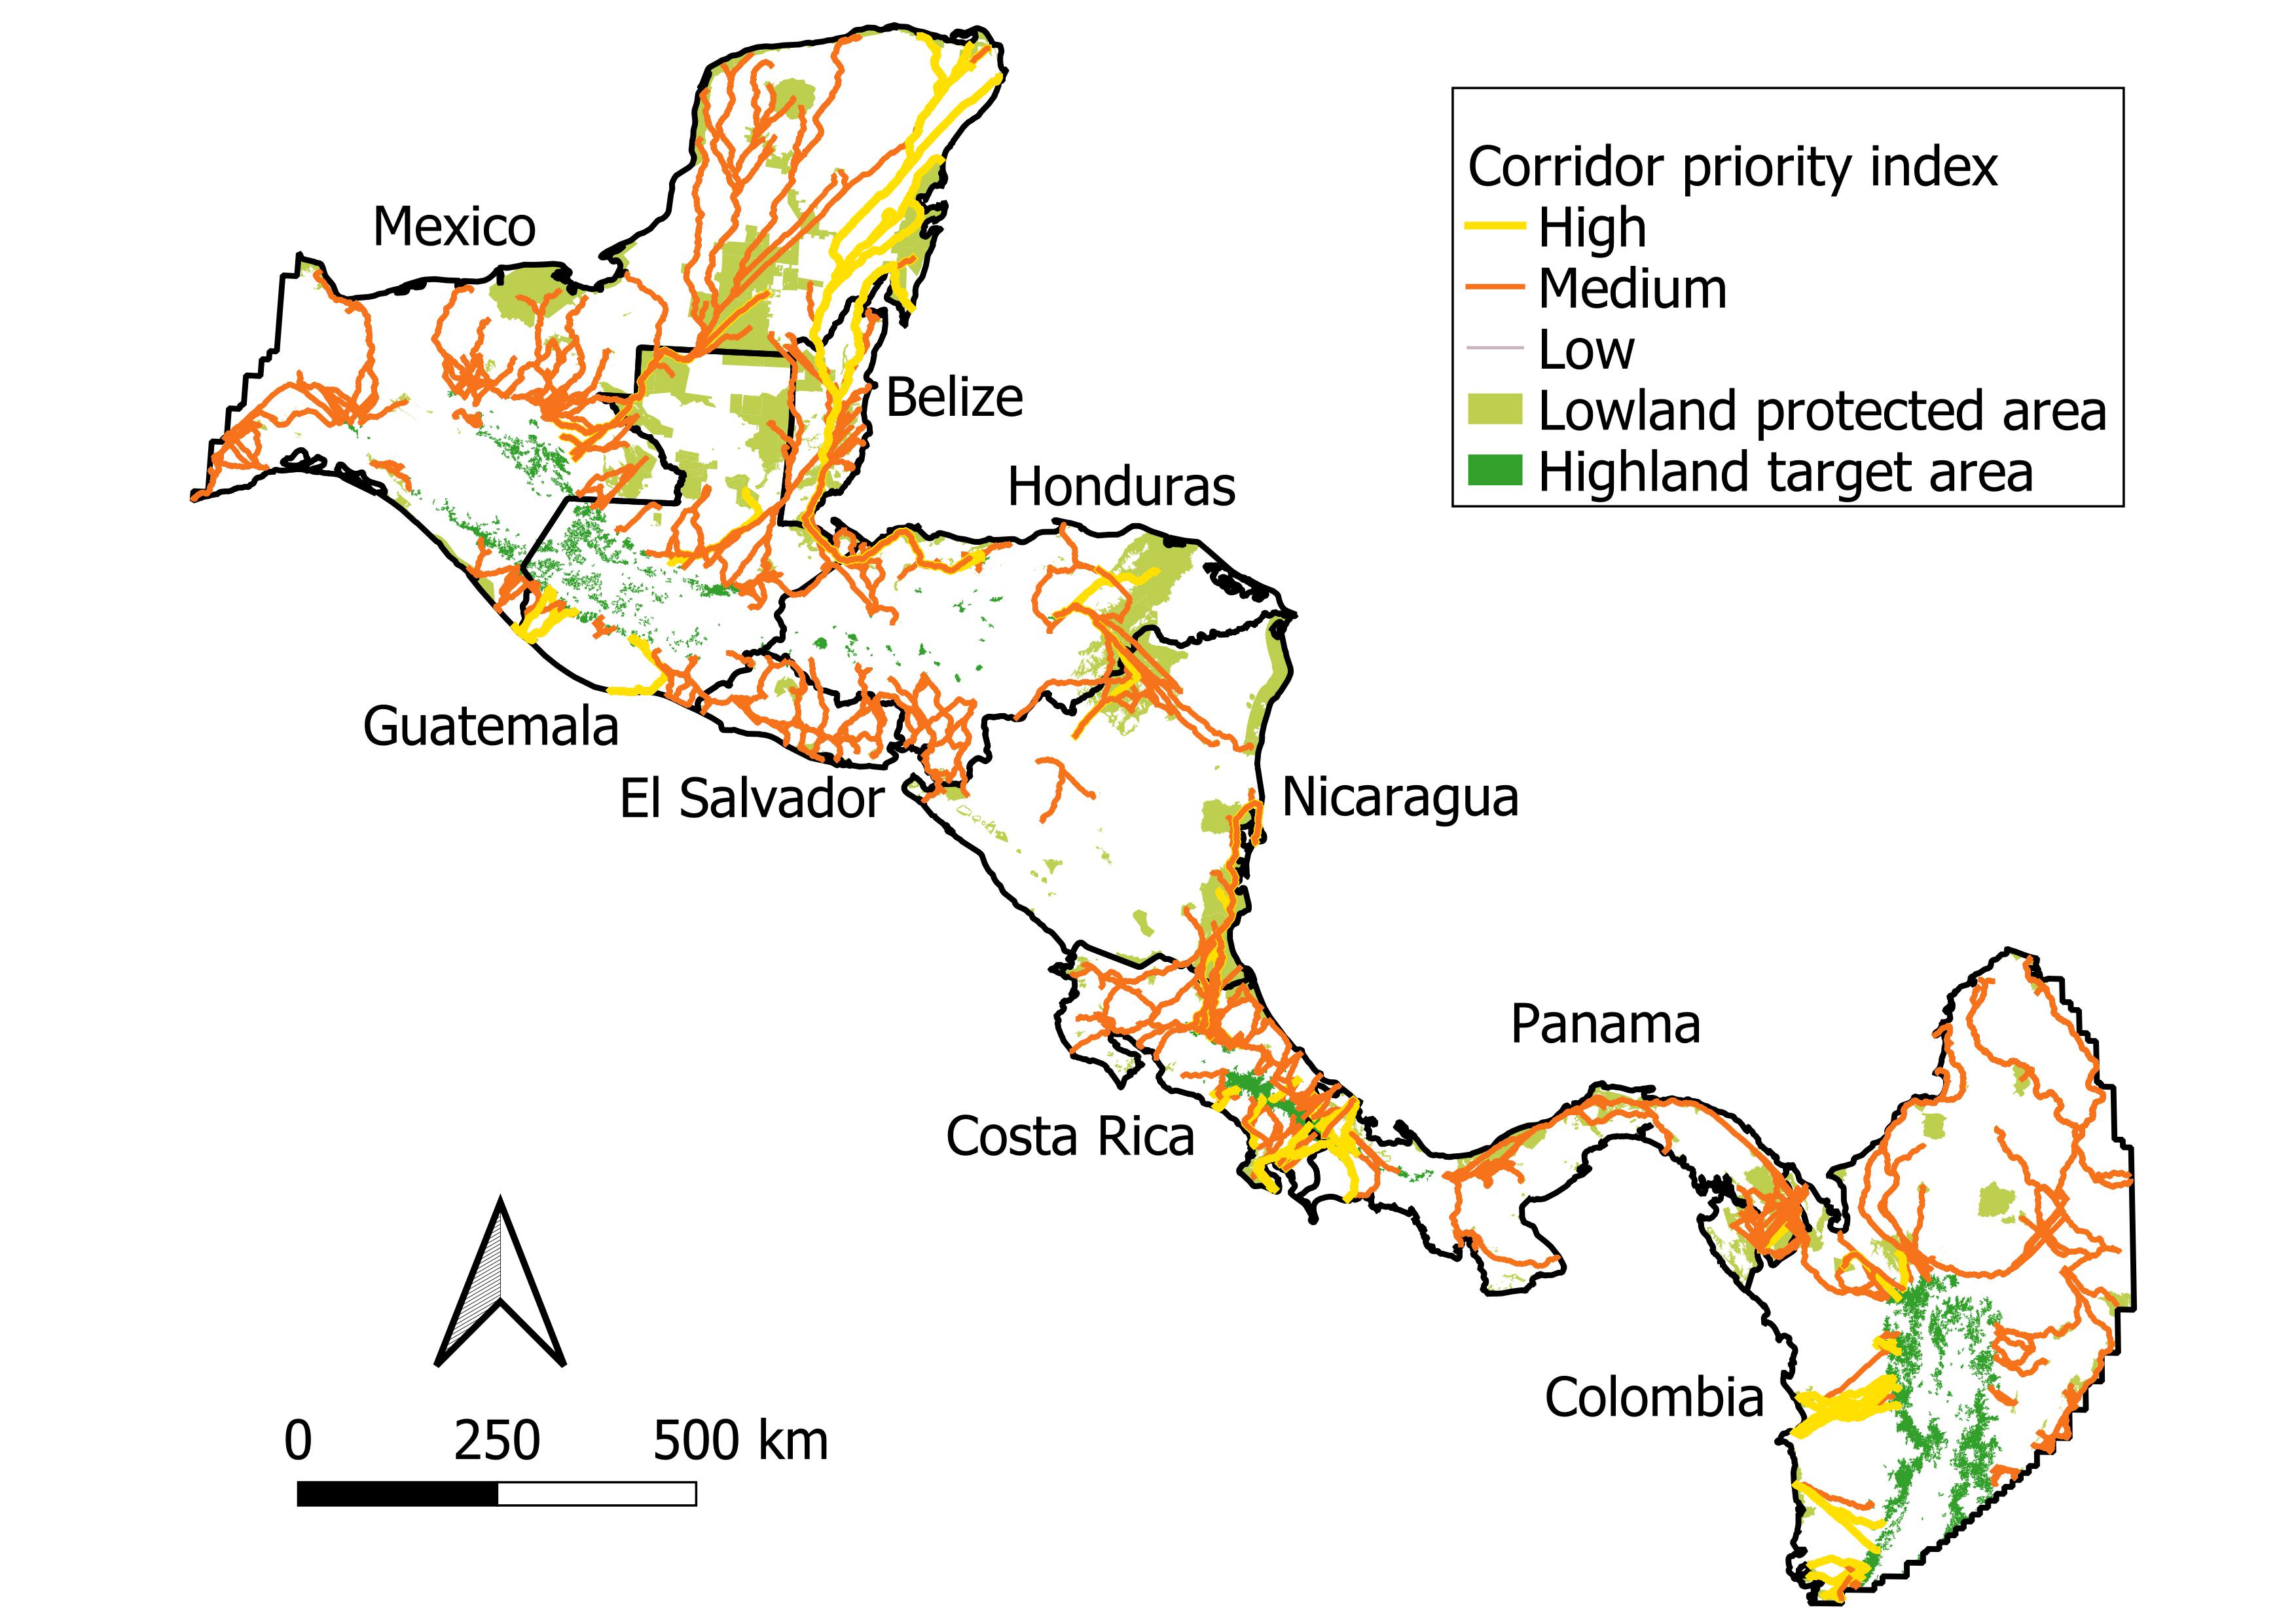 Corridor priority index
High
Medium
Low
Lowland protected area
Highland target area
Mexico
Belize
Honduras
Guatemala
El Salvador
Nicaragua
Costa Rica
Panama
Colombia
0 250 500 km